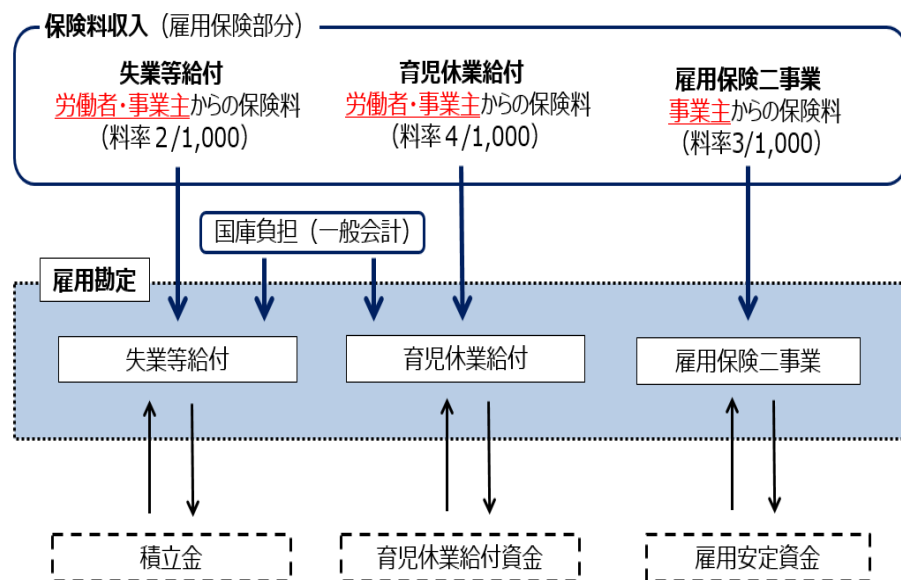 保険料収入（雇用保険部分）
失業等給付
労働者・事業主からの保険料
（料率２/1,000）
育児休業給付
労働者・事業主からの保険料
（料率４/1,000）
雇用保険二事業
事業主からの保険料
（料率3/1,000）
国庫負担（一般会計）
雇用勘定
失業等給付
育児休業給付
雇用保険二事業
積立金
育児休業給付資金
雇用安定資金